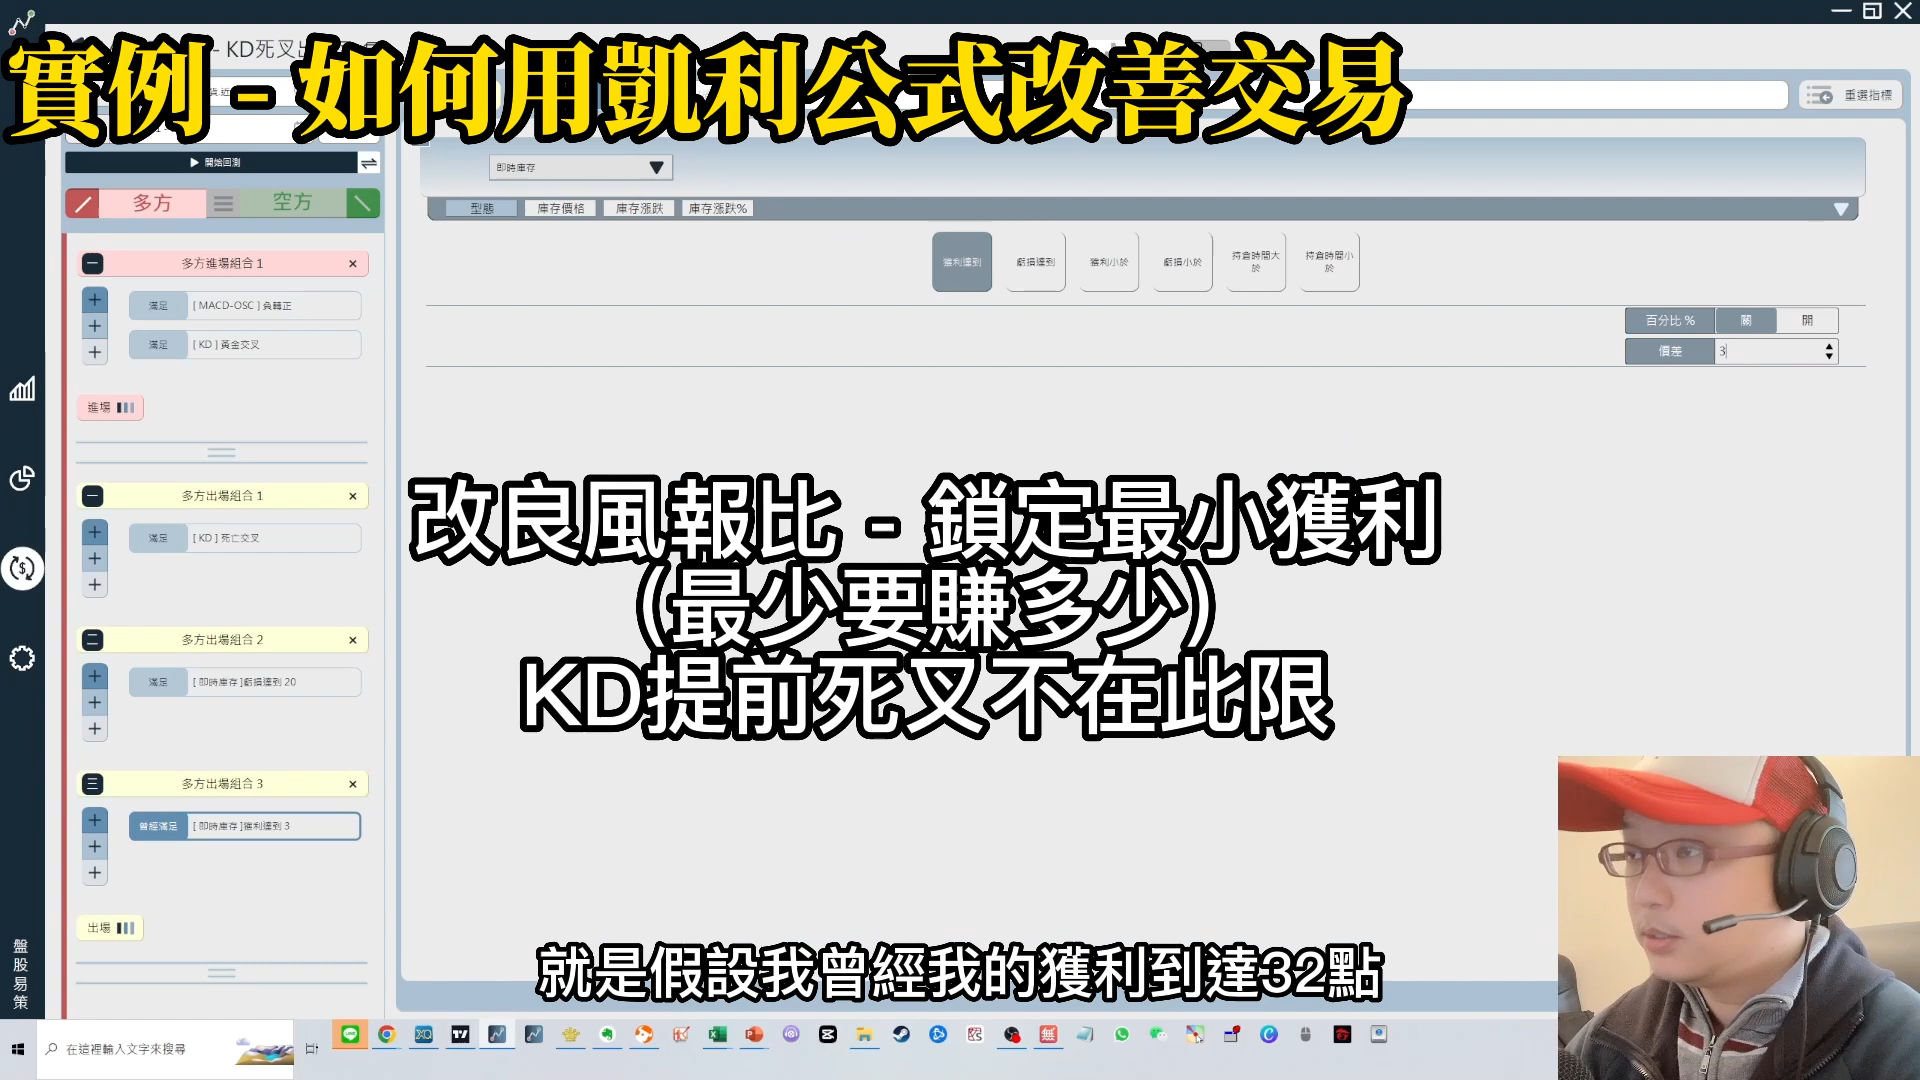 - KD死叉出
實例 - 如何用凱利公式改善交易
重選指標
開始回測
即時庫存
多方
空方
型態
庫存價格
庫存漲跌
庫存漲跌%
獲利達到
虧損達到
獲利小於
虧損小於
持倉時間大於
持倉時間小於
一
多方進場組合 1
×
滿足
[ MACD-OSC ] 負轉正
百分比 %
關
開
滿足
[ KD ] 黃金交叉
價差
3
進場
一
多方出場組合 1
×
滿足
[ KD ] 死亡交叉
改良風報比 - 鎖定最小獲利
（最少要賺多少）
KD提前死叉不在此限
二
多方出場組合 2
×
滿足
[ 即時庫存 ]虧損達到 20
三
多方出場組合 3
×
曾經滿足
[ 即時庫存 ]獲利達到 3
出場
盤股易策
就是假設我曾經我的獲利到達32點
在這裡輸入文字來搜尋